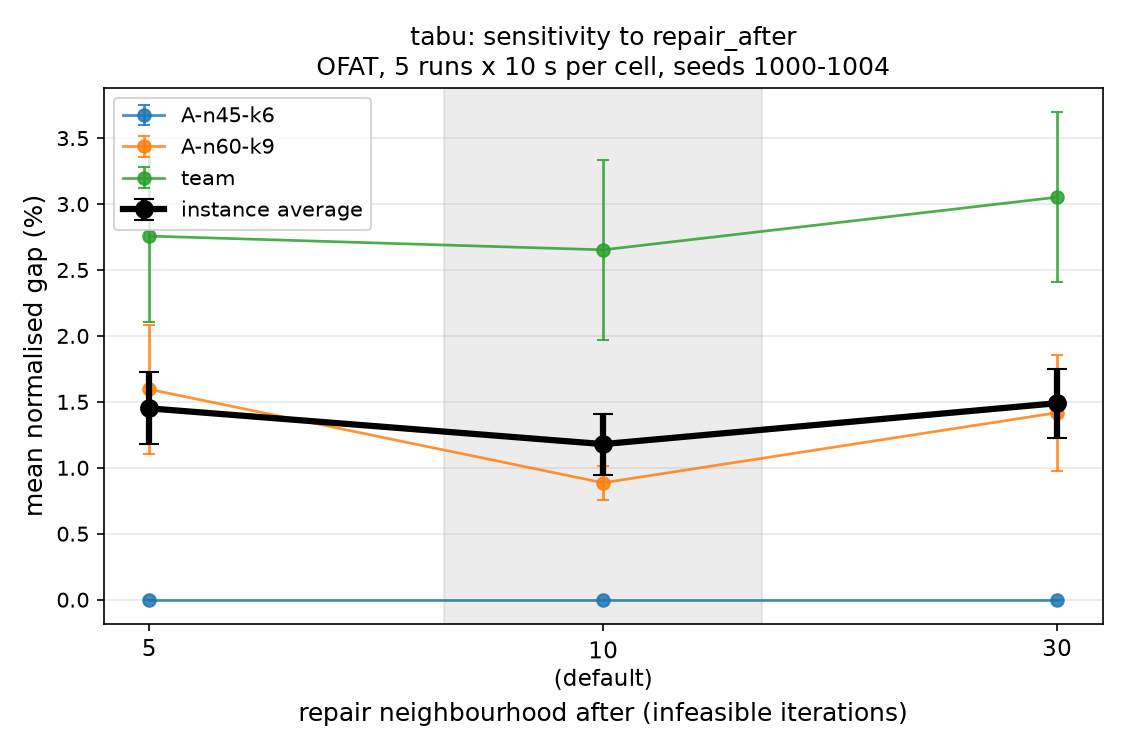 tabu: sensitivity to repair_after
OFAT, 5 runs x 10 s per cell, seeds 1000-1004
A-n45-k6
A-n60-k9
team
instance average
mean normalised gap (%)
3.5
3.0
2.5
2.0
1.5
1.0
0.5
0.0
5
10
(default)
30
repair neighbourhood after (infeasible iterations)